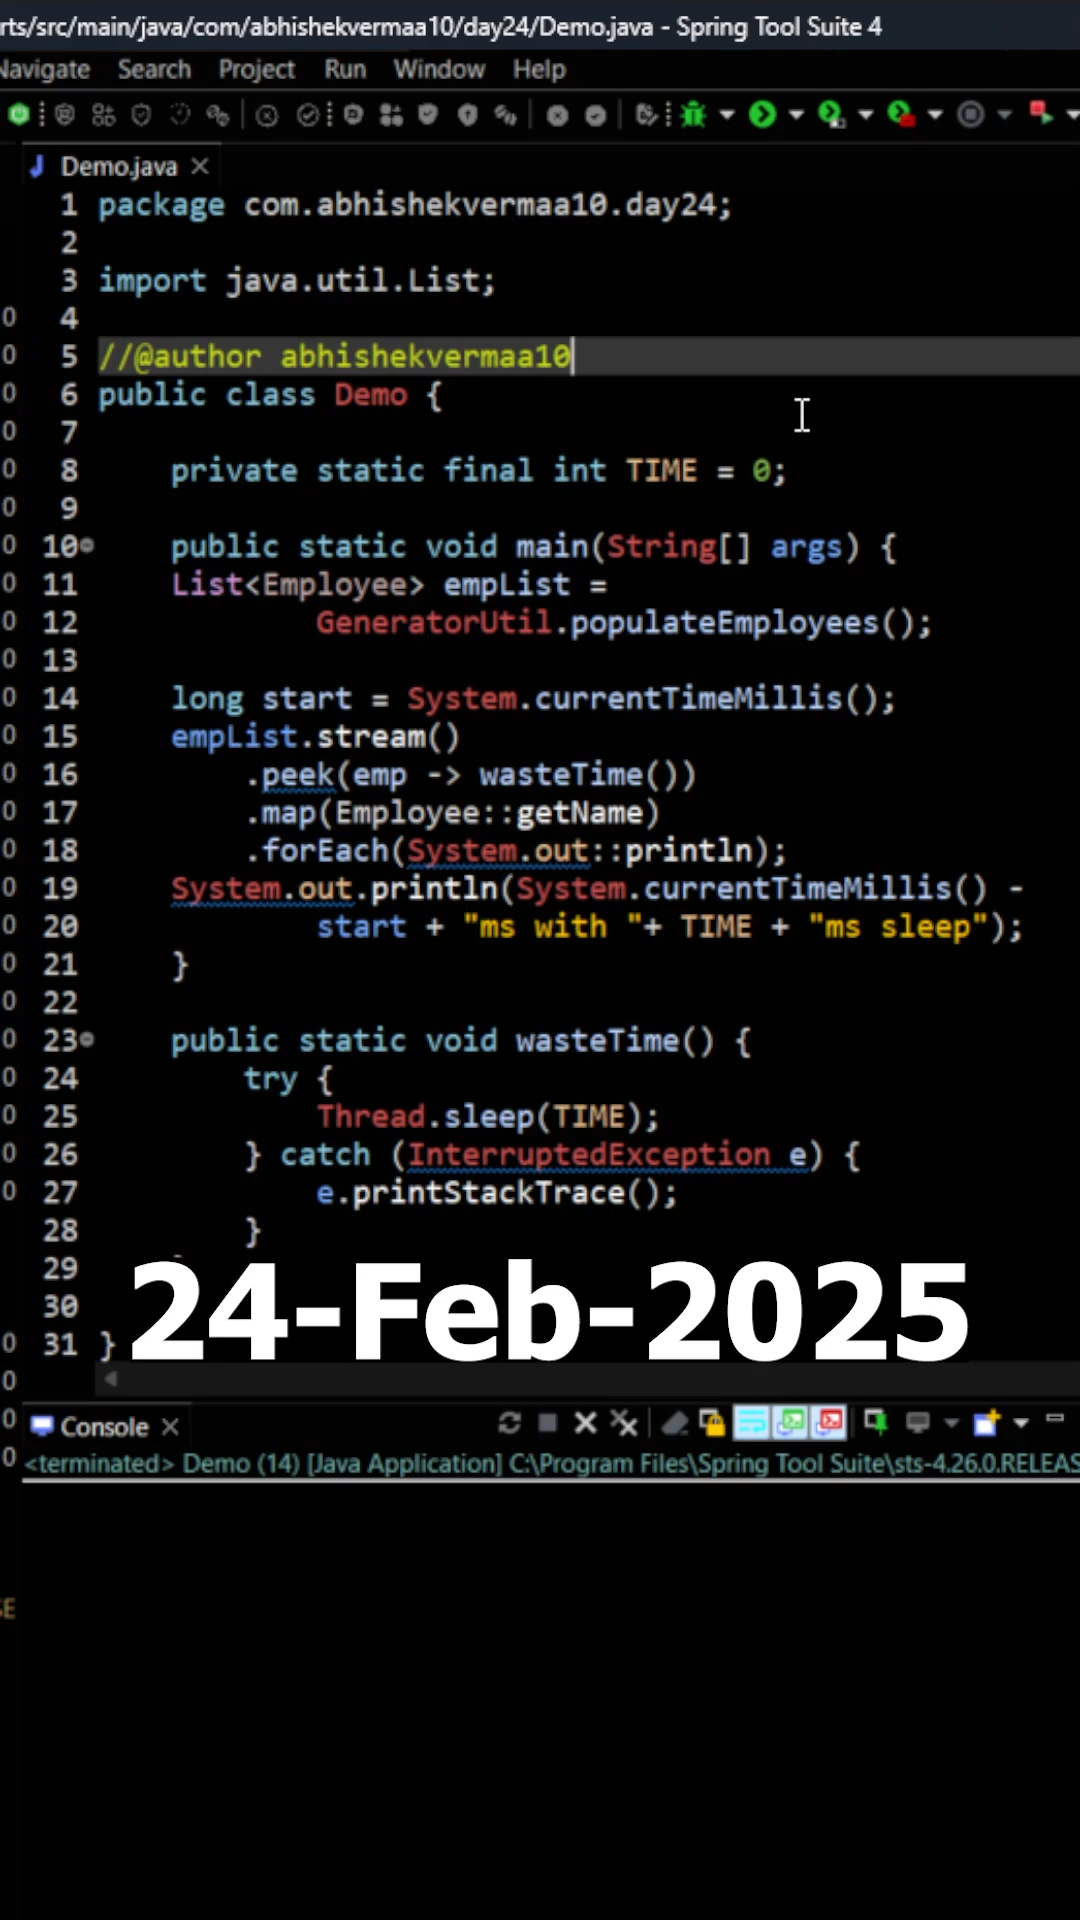 rts/src/main/java/com/abhishekvermaa10/day24/Demo.java - Spring Tool Suite 4
Navigate Search Project Run Window Help
Demo.java
1 package com.abhishekvermaa10.day24;
2
3 import java.util.List;
4
5 //@author abhishekvermaa10
6 public class Demo {
7
8 private static final int TIME = 0;
9
10 public static void main(String[] args) {
11 List<Employee> empList =
12 GeneratorUtil.populateEmployees();
13
14 long start = System.currentTimeMillis();
15 empList.stream()
16 .peek(emp -> wasteTime())
17 .map(Employee::getName)
18 .forEach(System.out::println);
19 System.out.println(System.currentTimeMillis() -
20 start + "ms with "+ TIME + "ms sleep");
21 }
22
23 public static void wasteTime() {
24 try {
25 Thread.sleep(TIME);
26 } catch (InterruptedException e) {
27 e.printStackTrace();
28 }
29
30
31 }
24-Feb-2025
Console
<terminated> Demo (14) [Java Application] C:\Program Files\Spring Tool Suite\sts-4.26.0.RELEAS